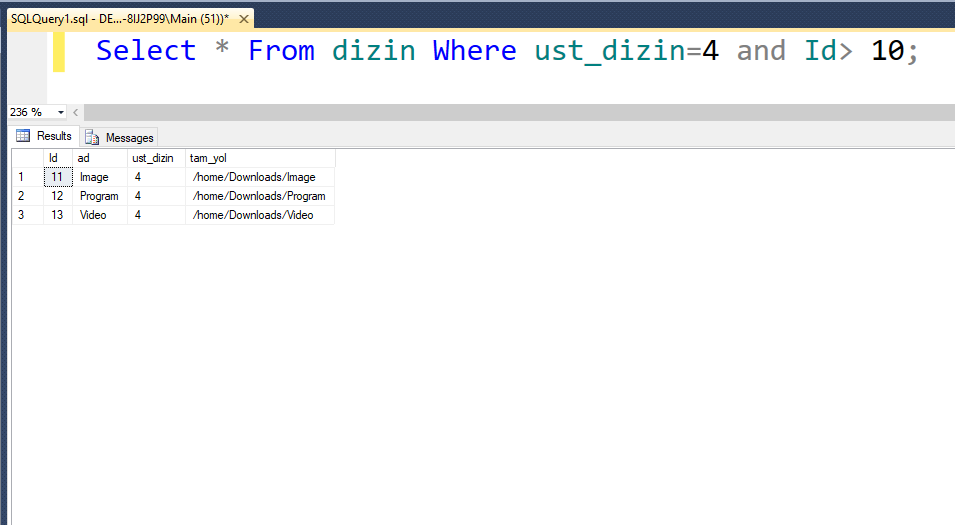 SQLQuery1.sql - DE...-8IJ2P99\Main (51))* ×
Select * From dizin Where ust_dizin=4 and Id> 10;
236 %
Results Messages
Id ad ust_dizin tam_yol
1 11 Image 4 /home/Downloads/Image
2 12 Program 4 /home/Downloads/Program
3 13 Video 4 /home/Downloads/Video